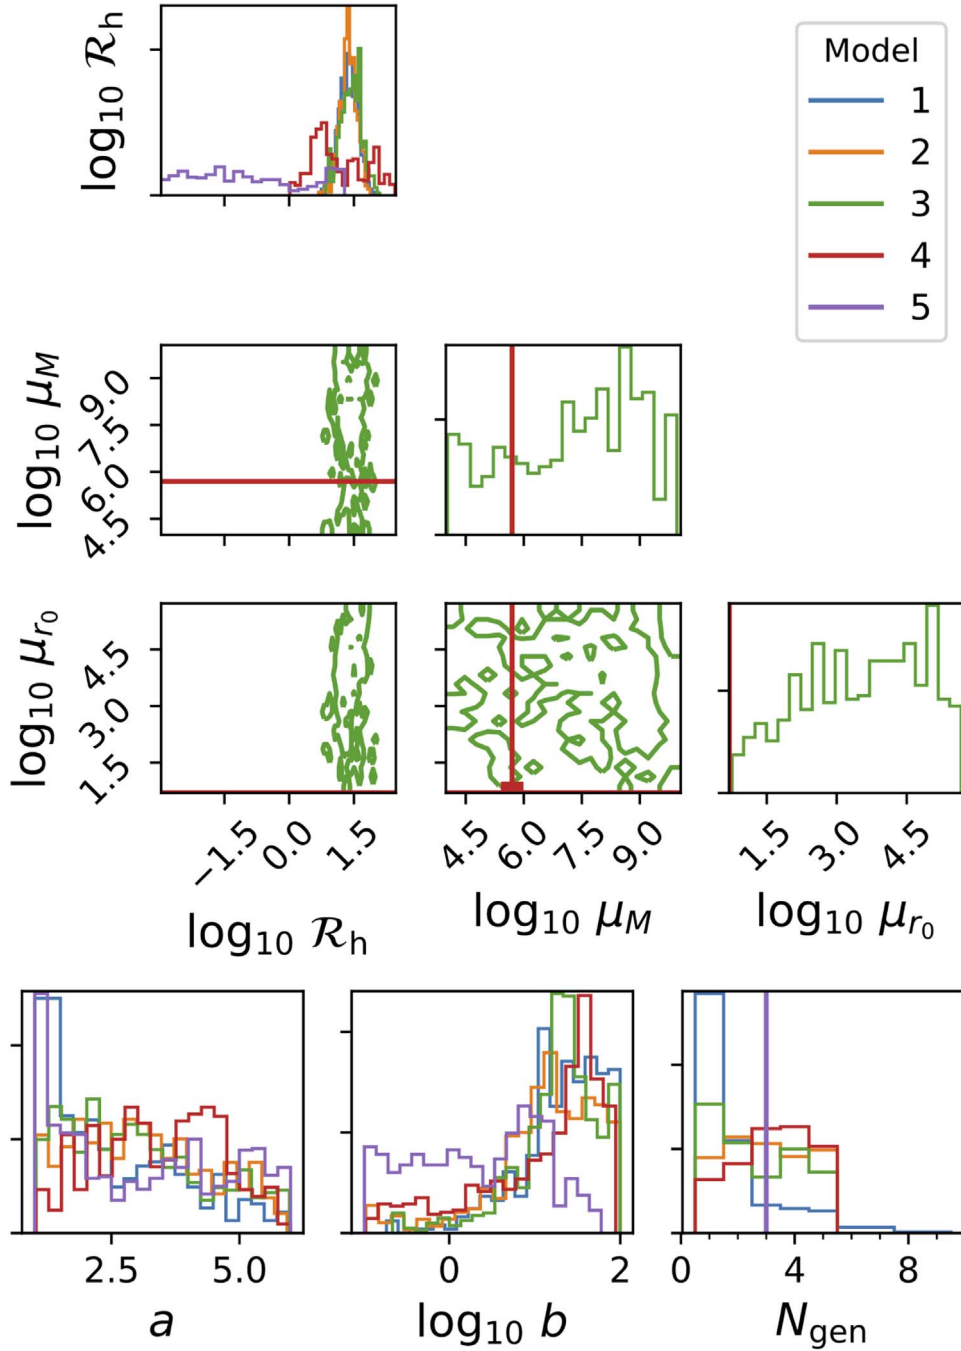 log₁₀ ℛₕ
Model
1
2
3
4
5
log₁₀ μ_M
9.0
7.5
6.0
4.5
log₁₀ μ_r₀
4.5
3.0
1.5
−1.5 0.0 1.5
4.5 6.0 7.5 9.0
1.5 3.0 4.5
log₁₀ ℛₕ
log₁₀ μ_M
log₁₀ μ_r₀
2.5 5.0
0 2
0 4 8
a
log₁₀ b
N_gen